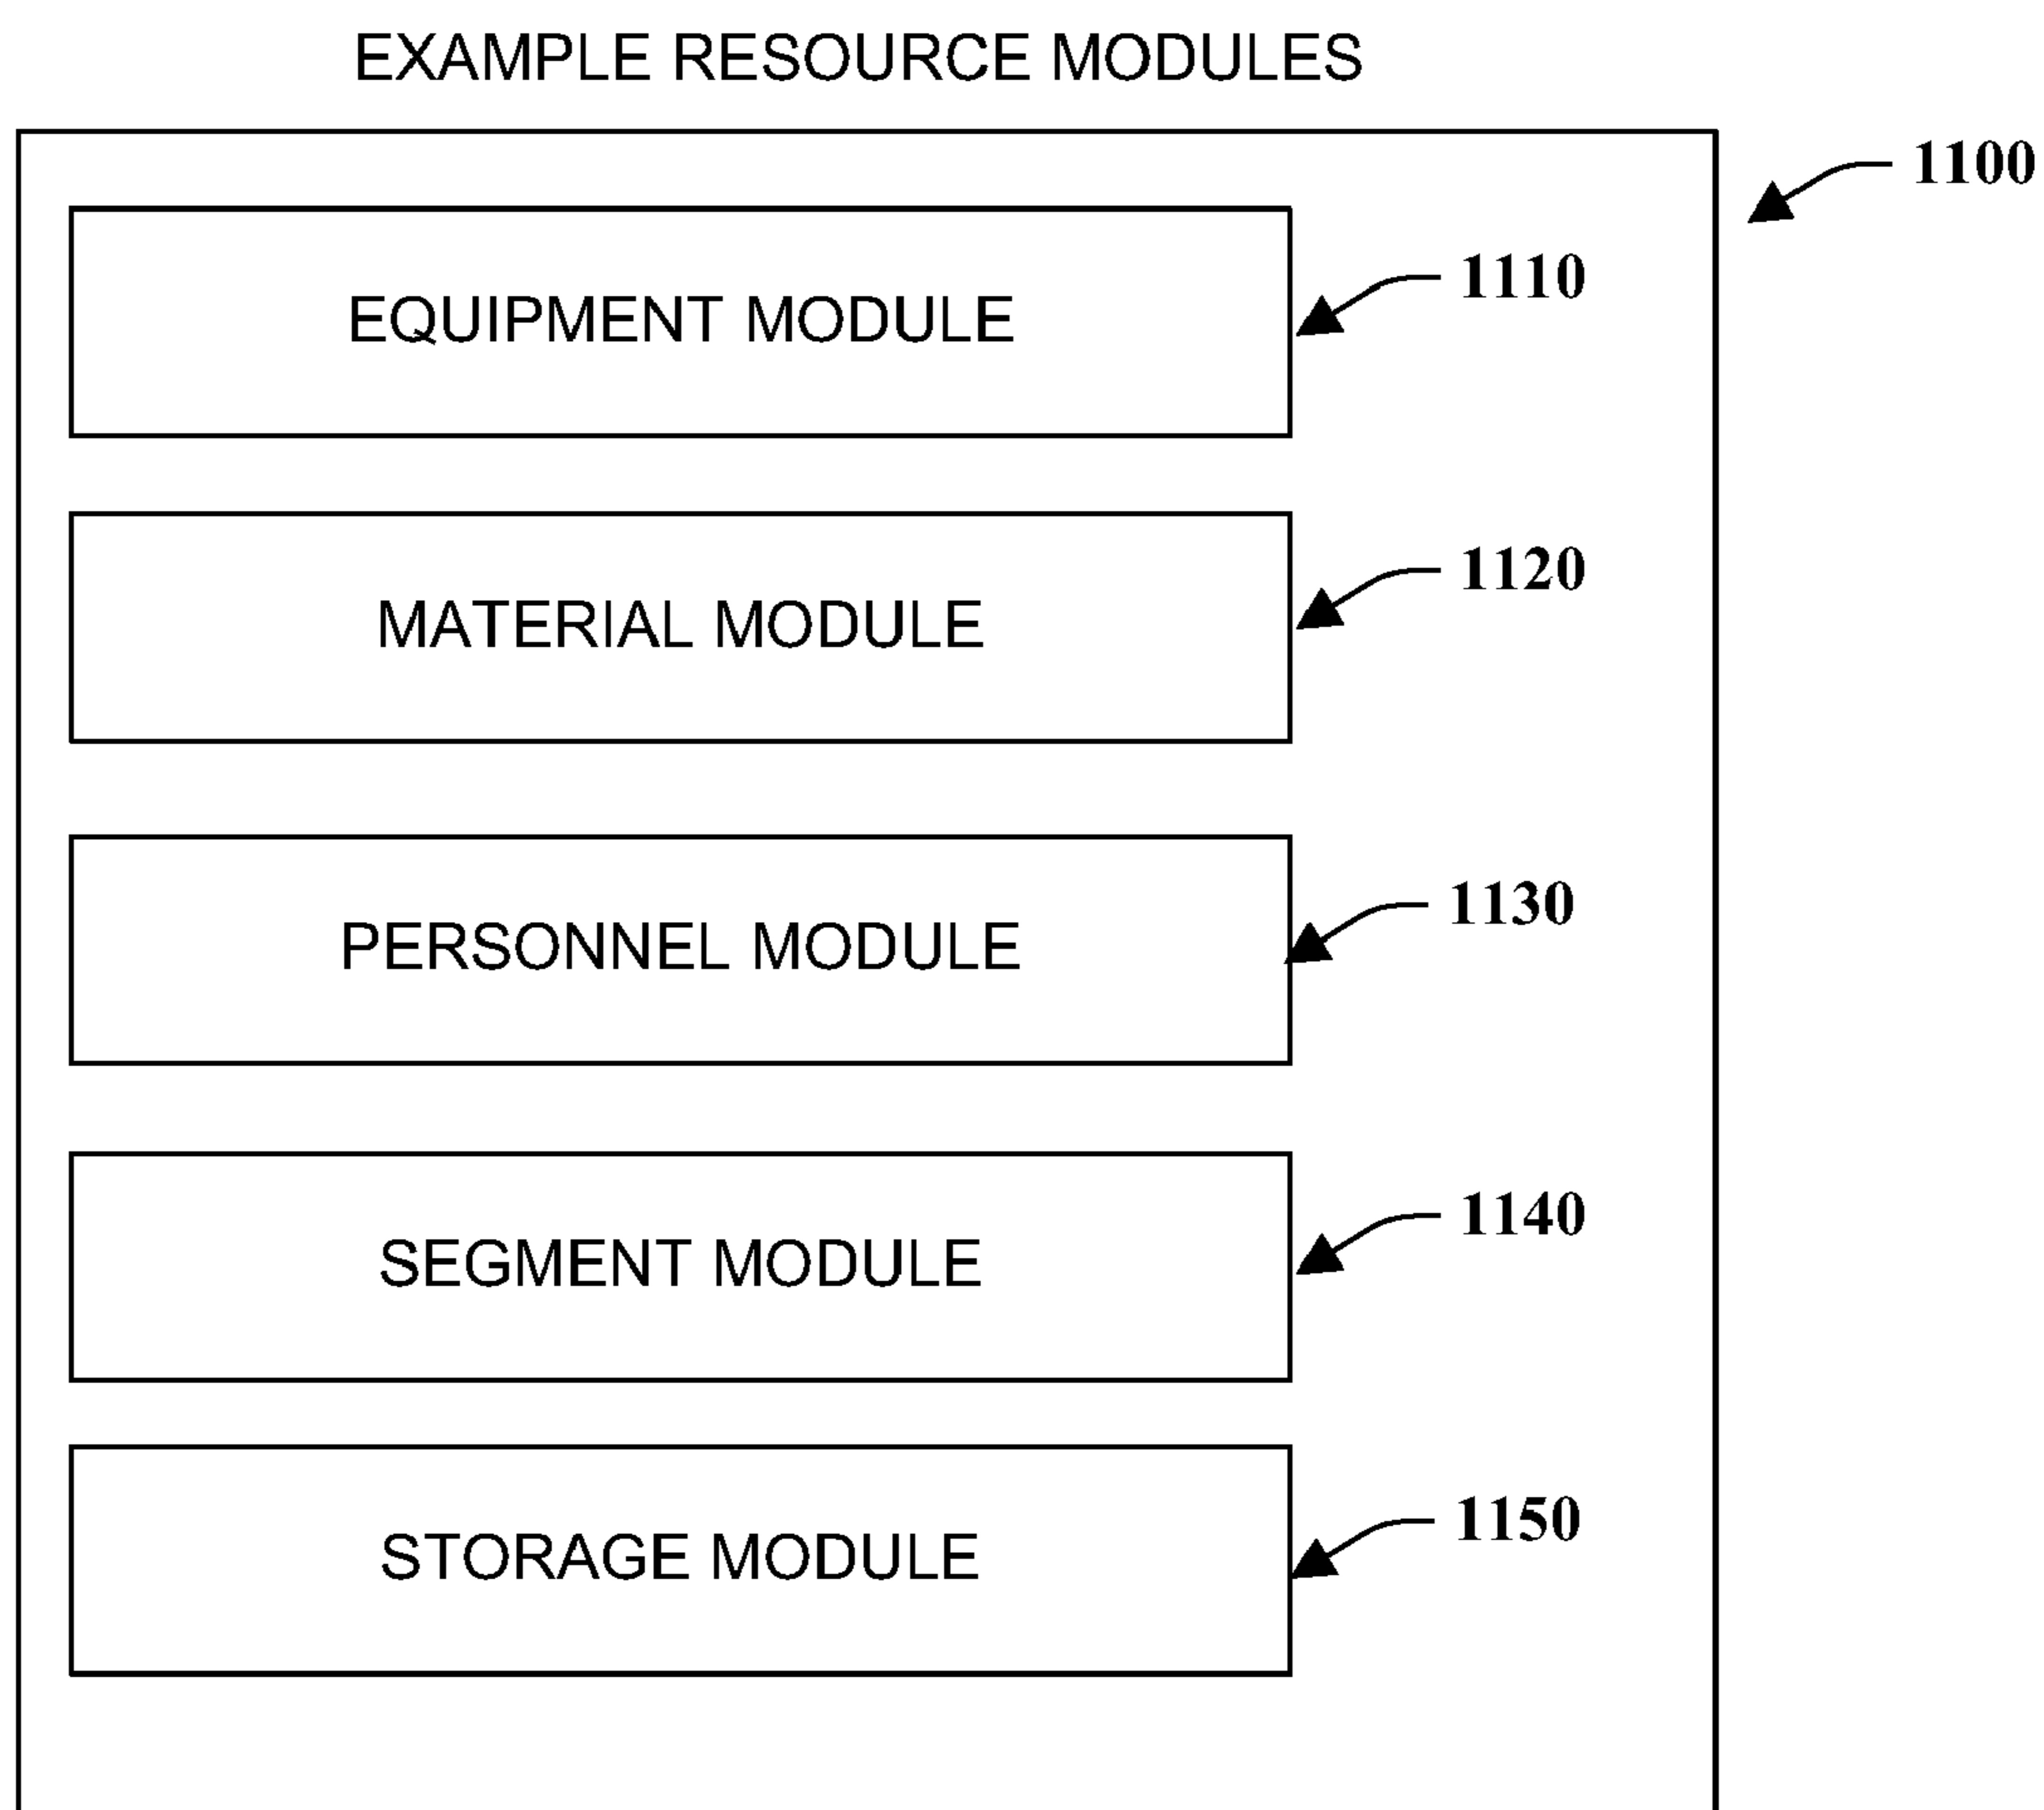 EXAMPLE RESOURCE MODULES
1100
EQUIPMENT MODULE
1110
MATERIAL MODULE
1120
PERSONNEL MODULE
1130
SEGMENT MODULE
1140
STORAGE MODULE
1150